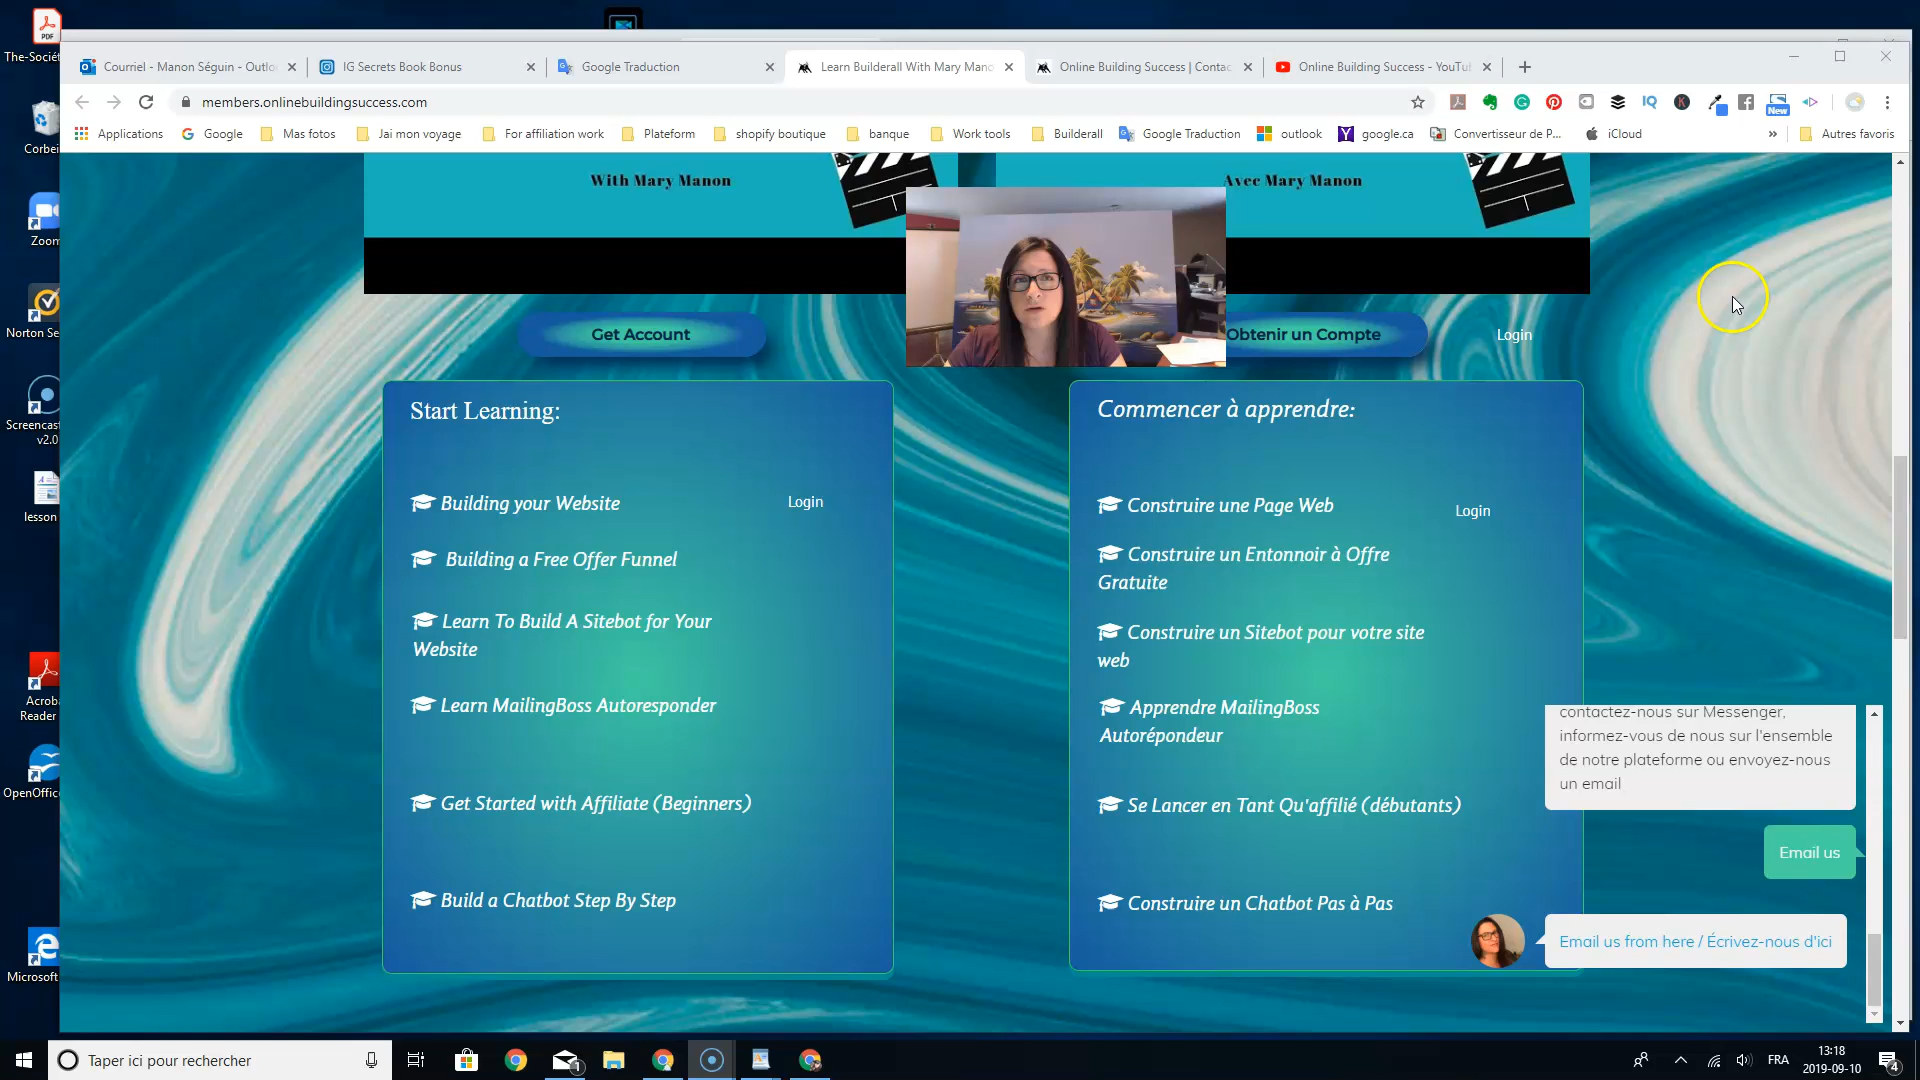 The-Société
Corbei
Zoom
Norton Se
Screencast
v2.0
lesson
Acroba
Reader
OpenOffic
Microsoft
Courriel - Manon Séguin - Outlo
IG Secrets Book Bonus
Google Traduction
Learn Builderall With Mary Mano
Online Building Success | Contac
Online Building Success - YouTu
members.onlinebuildingsuccess.com
New
Applications
Google
Mas fotos
Jai mon voyage
For affiliation work
Plateform
shopify boutique
banque
Work tools
Builderall
Google Traduction
outlook
google.ca
Convertisseur de P...
iCloud
»
Autres favoris
With Mary Manon
Avec Mary Manon
Get Account
Obtenir un Compte
Login
Start Learning:
Building your Website
Login
Building a Free Offer Funnel
Learn To Build A Sitebot for Your
Website
Learn MailingBoss Autoresponder
Get Started with Affiliate (Beginners)
Build a Chatbot Step By Step
Commencer à apprendre:
Construire une Page Web
Login
Construire un Entonnoir à Offre
Gratuite
Construire un Sitebot pour votre site
web
Apprendre MailingBoss
Autorépondeur
Se Lancer en Tant Qu'affilié (débutants)
Construire un Chatbot Pas à Pas
contactez-nous sur Messenger,
informez-vous de nous sur l'ensemble
de notre plateforme ou envoyez-nous
un email
Email us
Email us from here / Écrivez-nous d'ici
Taper ici pour rechercher
1
FRA
13:18
2019-09-10
4